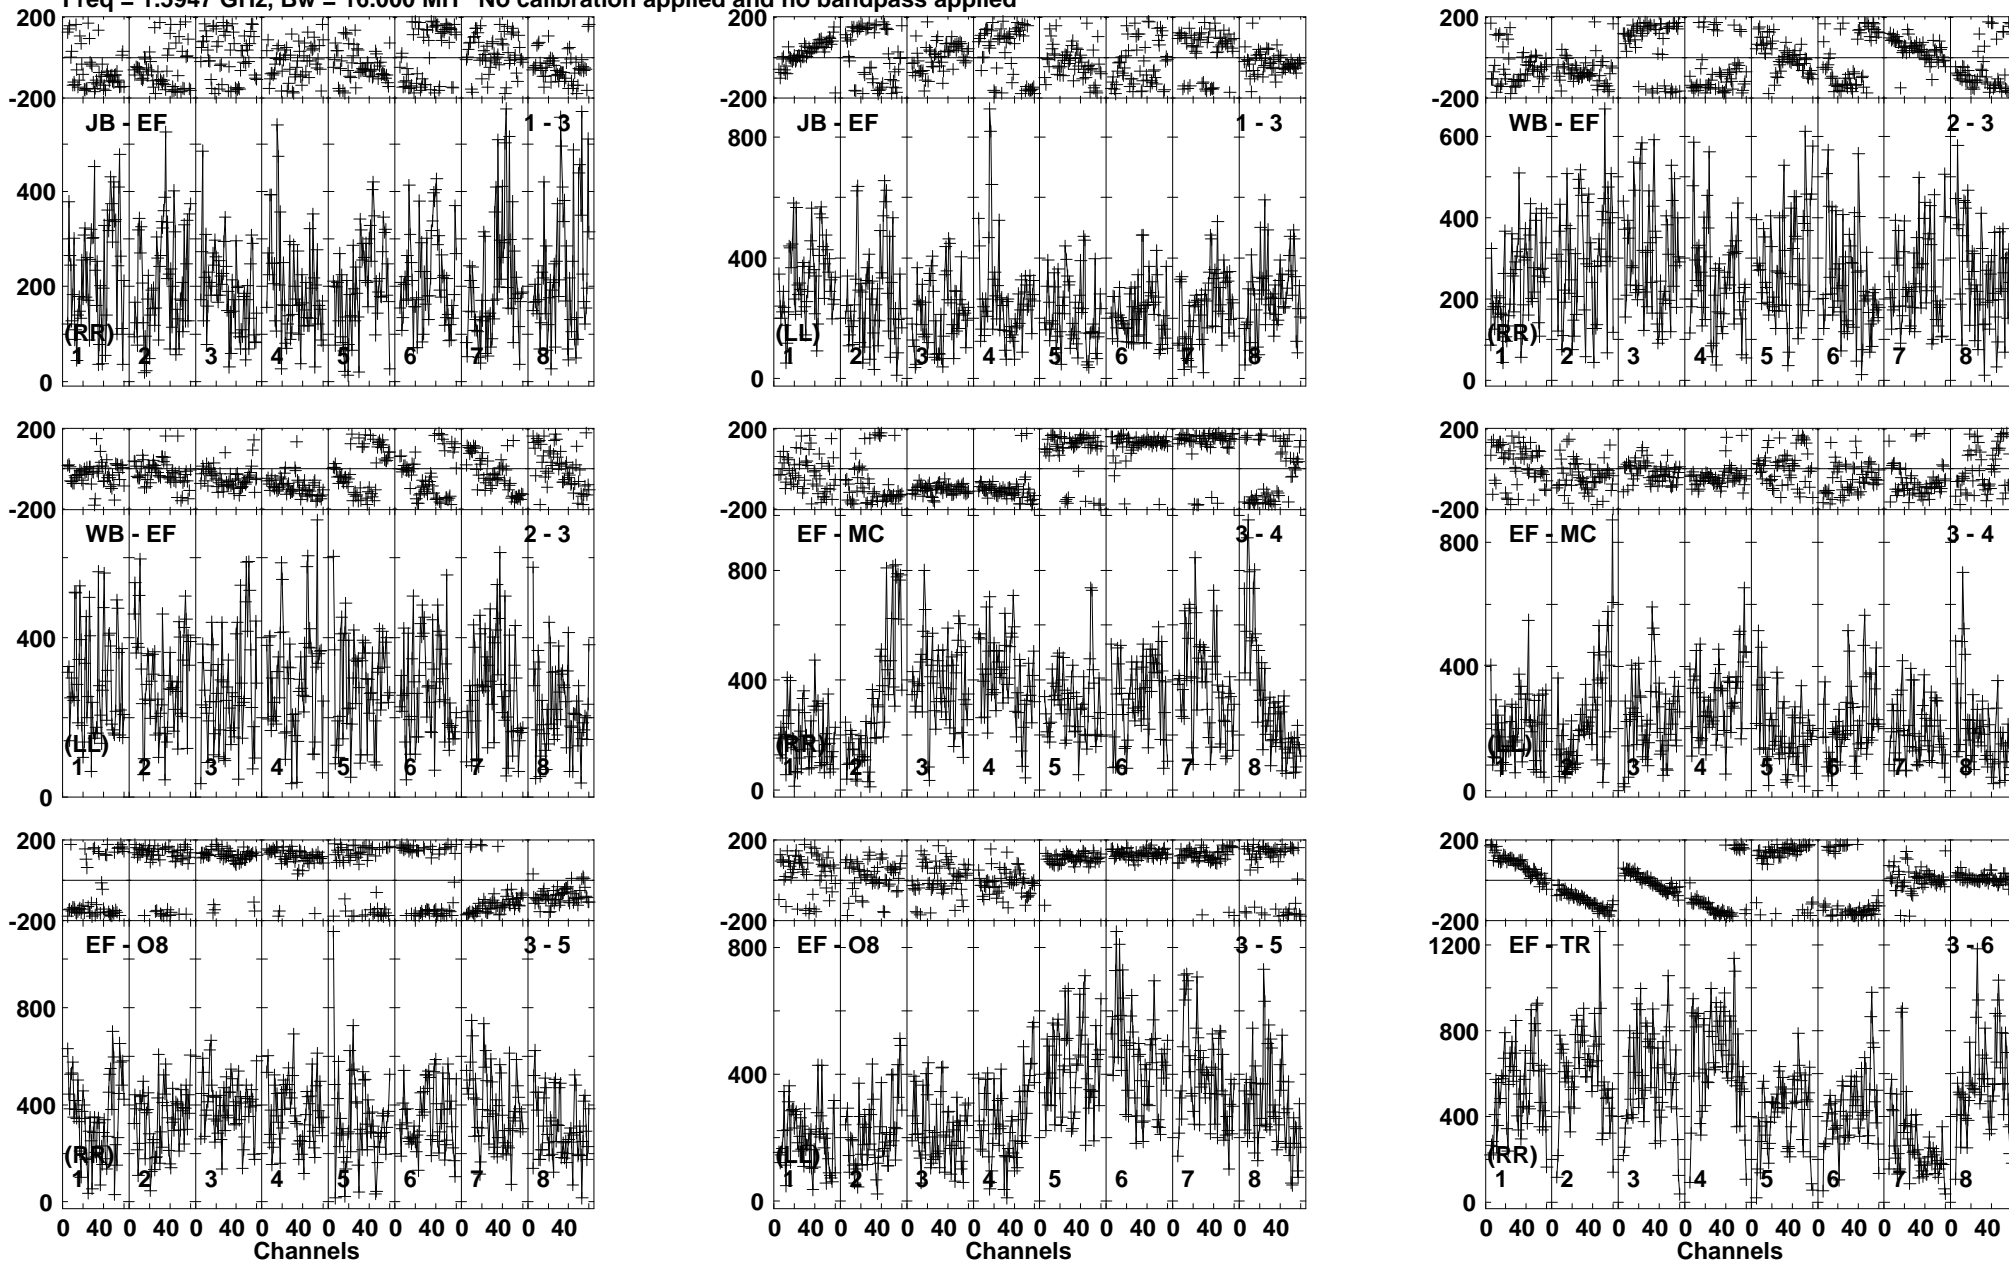 Freq = 1.5947 GHz, Bw = 16.000 MH No calibration applied and no bandpass applied
200 200 200
-200 -200 -200
JB - EF 1 - 3 JB - EF 1 - 3 WB - EF 2 - 3
800 600
400 400 400
200 200
(RR) (LL) (RR)
1 2 3 4 5 6 7 8 1 2 3 4 5 6 7 8 1 2 3 4 5 6 7 8
0 0 0
200 200 200
-200 -200 -200
WB - EF 2 - 3 EF - MC 3 - 4 EF - MC 3 - 4
800 800
400 400 400
(LL) (RR) (LL)
1 2 3 4 5 6 7 8 1 2 3 4 5 6 7 8 1 2 3 4 5 6 7 8
0 0 0
200 200 200
-200 -200 -200
EF - O8 3 - 5 EF - O8 3 - 5 EF - TR 3 - 6
800 800 1200
800
400 400 400
(RR) (LL) (RR)
1 2 3 4 5 6 7 8 1 2 3 4 5 6 7 8 1 2 3 4 5 6 7 8
0 0 0
0 40 0 40 0 40 0 40 0 40 0 40 0 40 0 40 0 40 0 40 0 40 0 40 0 40 0 40 0 40 0 40 0 40 0 40 0 40 0 40 0 40 0 40 0 40 0 40
Channels Channels